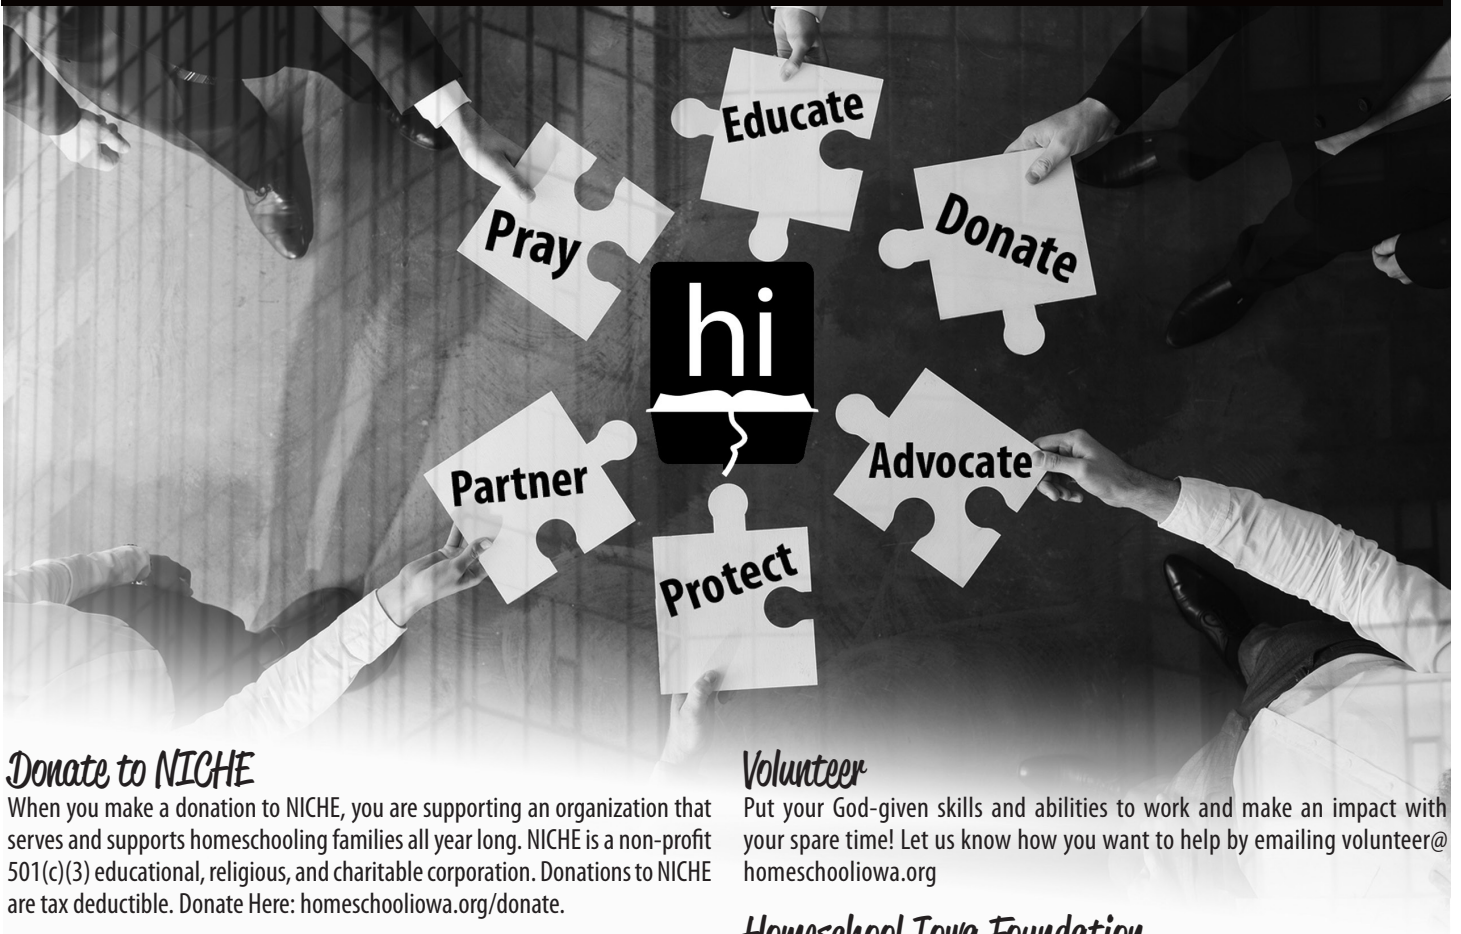 Educate
Pray
Donate
hi
Partner
Advocate
Protect
Donate to NICHE
When you make a donation to NICHE, you are supporting an organization that
serves and supports homeschooling families all year long. NICHE is a non-profit
501(c)(3) educational, religious, and charitable corporation. Donations to NICHE
are tax deductible. Donate Here: homeschooliowa.org/donate.
Volunteer
Put your God-given skills and abilities to work and make an impact with
your spare time! Let us know how you want to help by emailing volunteer@
homeschooliowa.org
Homeschool Iowa Foundation